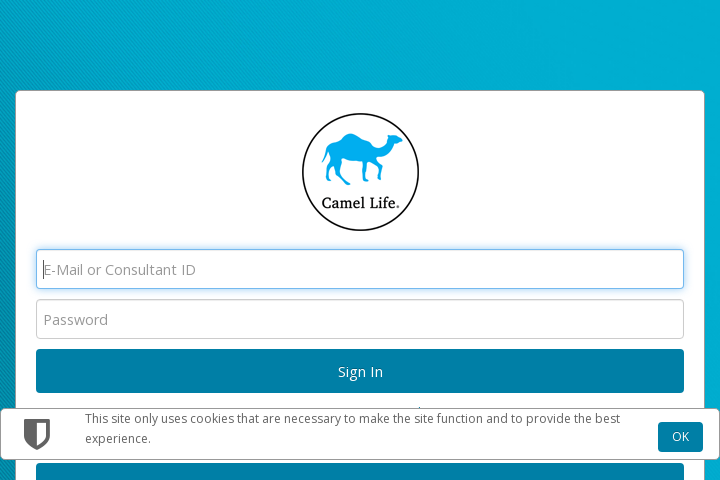 Camel Life.
E-Mail or Consultant ID
Password
Sign In
This site only uses cookies that are necessary to make the site function and to provide the best
experience.
OK